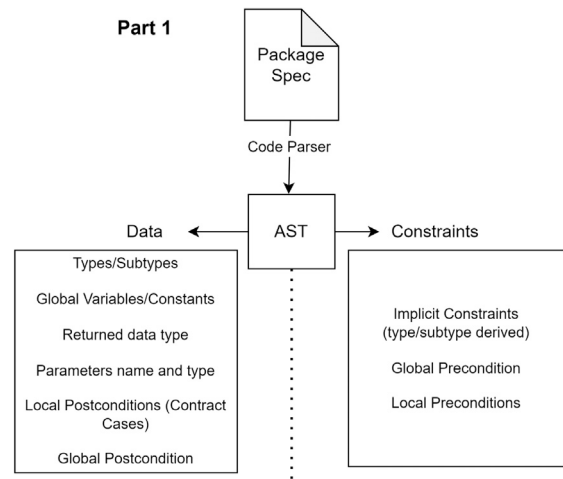 Part 1
Package
Spec
Code Parser
Data
AST
Constraints
Types/Subtypes
Global Variables/Constants
Returned data type
Parameters name and type
Local Postconditions (Contract
Cases)
Global Postcondition
Implicit Constraints
(type/subtype derived)
Global Precondition
Local Preconditions